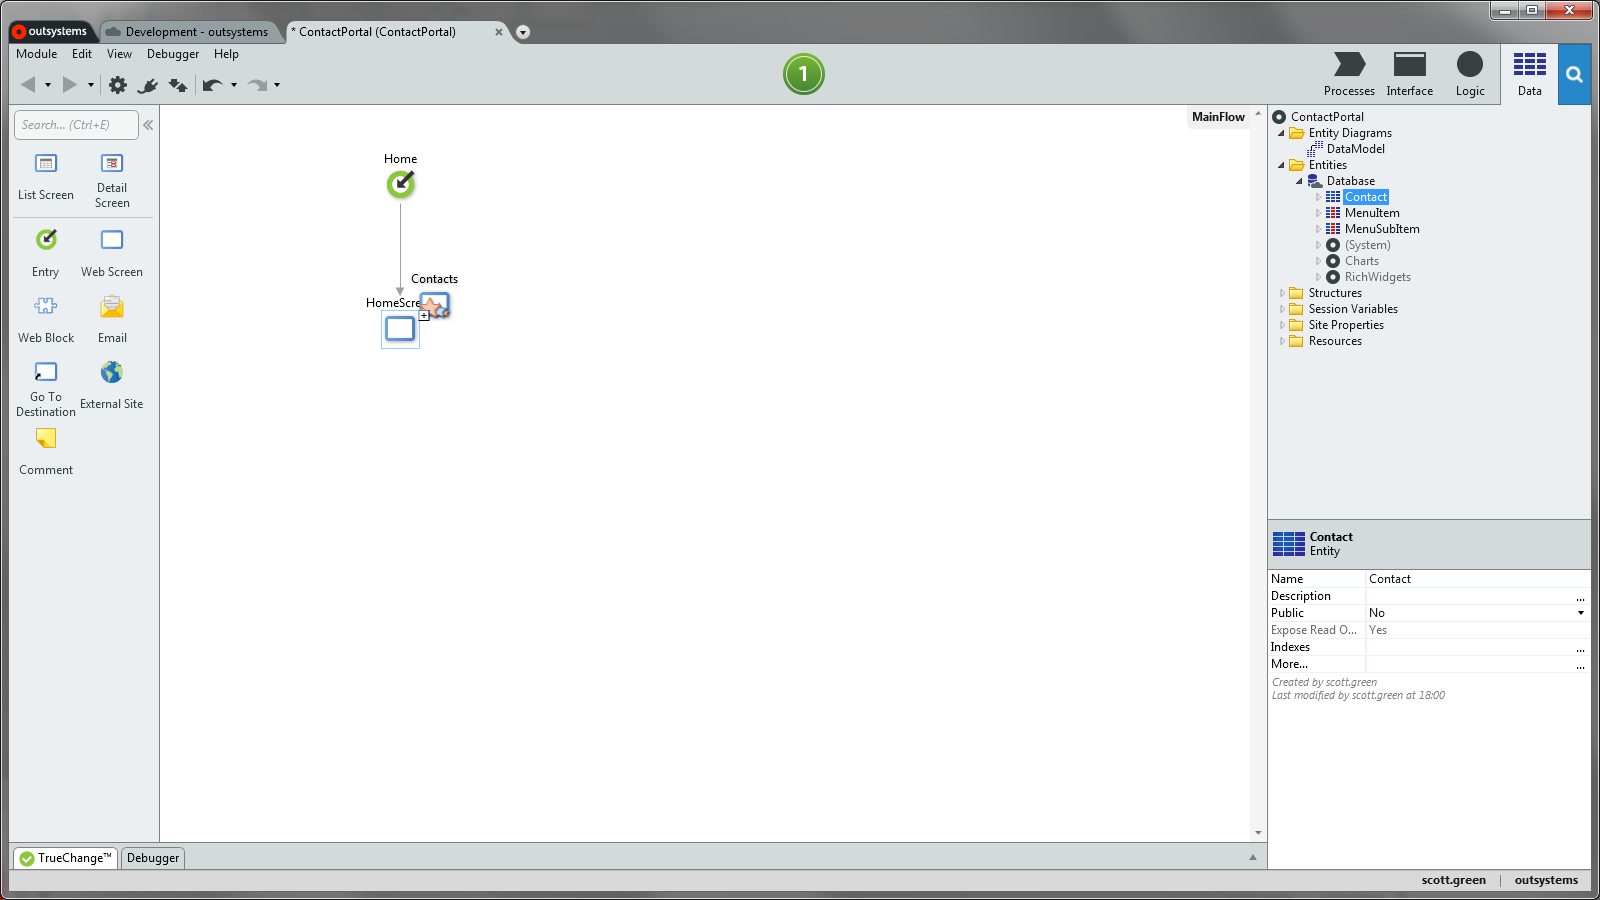 outsystems
Development - outsystems
* ContactPortal (ContactPortal)
Module Edit View Debugger Help
1
Processes
Interface
Logic
Data
Search... (Ctrl+E)
List Screen
Detail
Screen
Entry
Web Screen
Web Block
Email
Go To
Destination
External Site
Comment
MainFlow
Home
Contacts
HomeScre
ContactPortal
Entity Diagrams
DataModel
Entities
Database
Contact
MenuItem
MenuSubItem
(System)
Charts
RichWidgets
Structures
Session Variables
Site Properties
Resources
Contact
Entity
Name Contact
Description ...
Public No
Expose Read O... Yes
Indexes ...
More... ...
Created by scott.green
Last modified by scott.green at 18:00
TrueChange™
Debugger
scott.green | outsystems